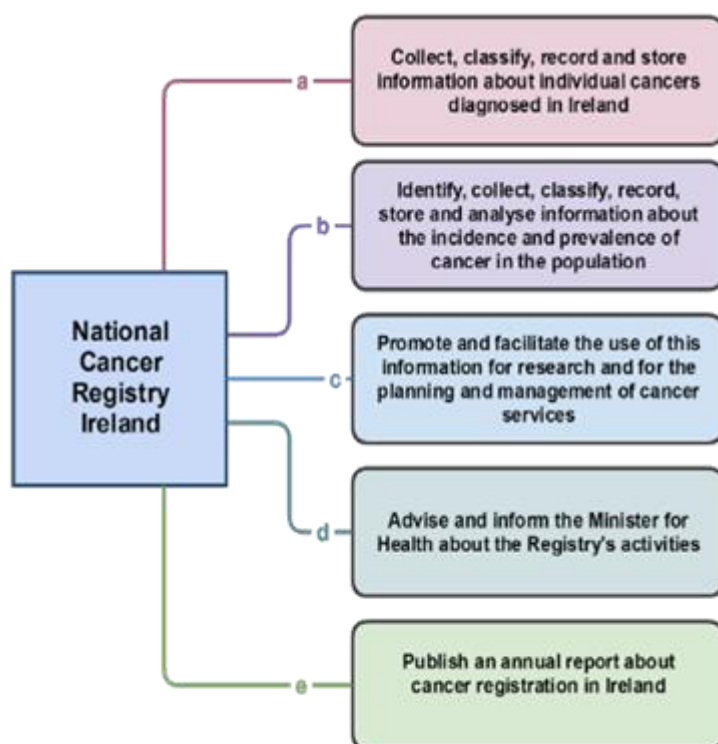 a
Collect, classify, record and store
information about individual cancers
diagnosed in Ireland
b
Identify, collect, classify, record,
store and analyse information about
the incidence and prevalence of
cancer in the population
National
Cancer
Registry
Ireland
c
Promote and facilitate the use of this
information for research and for the
planning and management of cancer
services
d
Advise and inform the Minister for
Health about the Registry's activities
e
Publish an annual report about
cancer registration in Ireland